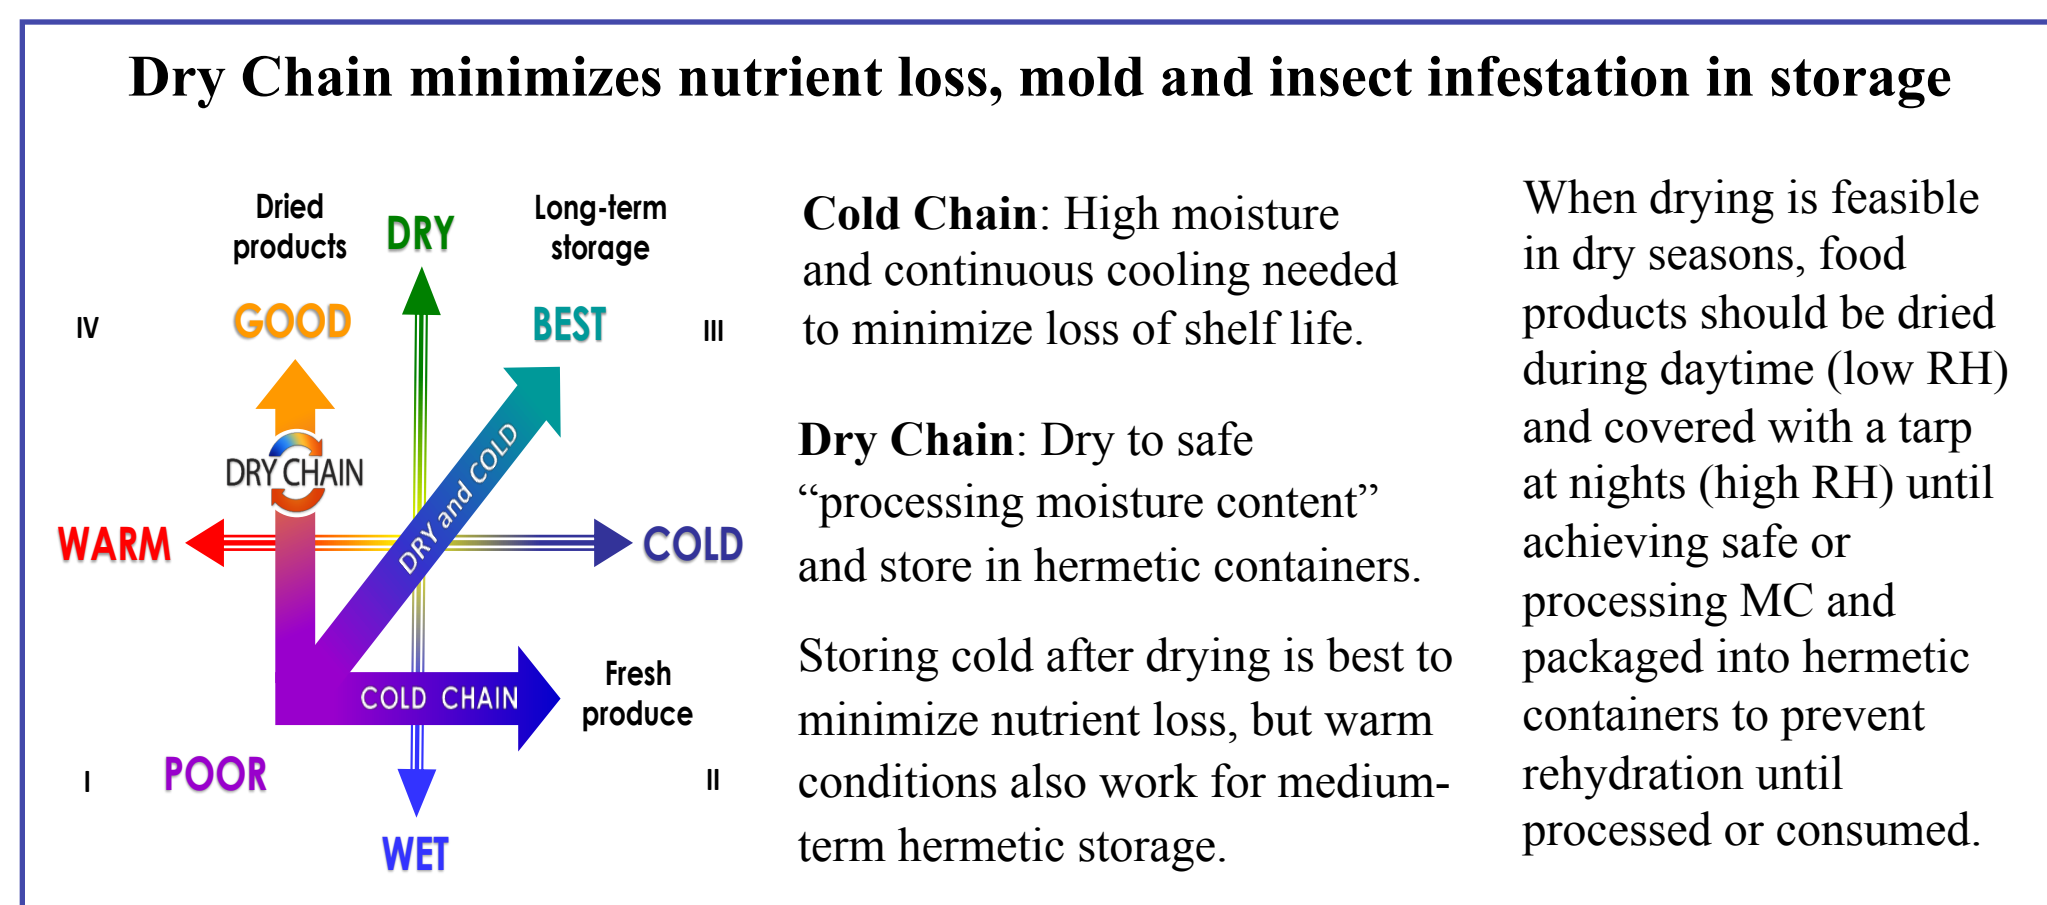 Dry Chain minimizes nutrient loss, mold and insect infestation in storage
Dried
products
DRY
Long-term
storage
IV
GOOD
BEST
III
DRY CHAIN
DRY and COLD
WARM
COLD
COLD CHAIN
Fresh
produce
I
POOR
II
WET
Cold Chain: High moisture
and continuous cooling needed
to minimize loss of shelf life.
Dry Chain: Dry to safe
“processing moisture content”
and store in hermetic containers.
Storing cold after drying is best to
minimize nutrient loss, but warm
conditions also work for medium-
term hermetic storage.
When drying is feasible
in dry seasons, food
products should be dried
during daytime (low RH)
and covered with a tarp
at nights (high RH) until
achieving safe or
processing MC and
packaged into hermetic
containers to prevent
rehydration until
processed or consumed.